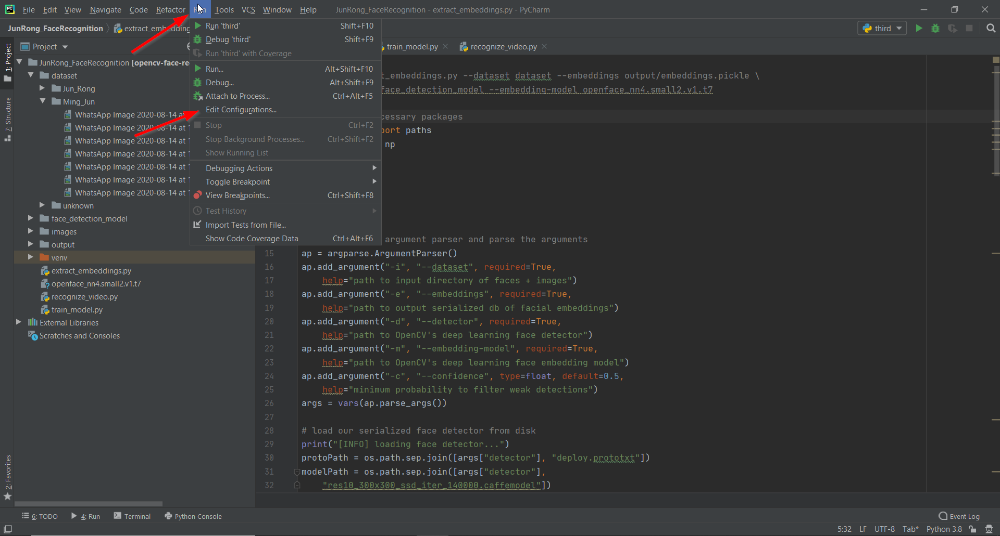 File Edit View Navigate Code Refactor Run Tools VCS Window Help JunRong_FaceRecognition - extract_embeddings.py - PyCharm
JunRong_FaceRecognition extract_embedding third
Project train_model.py recognize_video.py
1: Project
7: Structure
2: Favorites
JunRong_FaceRecognition [opencv-face-re
dataset
Jun_Rong
Ming_Jun
WhatsApp Image 2020-08-14 at
WhatsApp Image 2020-08-14 at
WhatsApp Image 2020-08-14 at
WhatsApp Image 2020-08-14 at
WhatsApp Image 2020-08-14 at
WhatsApp Image 2020-08-14 at
WhatsApp Image 2020-08-14 at
unknown
face_detection_model
images
output
venv
extract_embeddings.py
openface_nn4.small2.v1.t7
recognize_video.py
train_model.py
External Libraries
Scratches and Consoles
Run 'third' Shift+F10
Debug 'third' Shift+F9
Run 'third' with Coverage
Run... Alt+Shift+F10
Debug... Alt+Shift+F9
Attach to Process... Ctrl+Alt+F5
Edit Configurations...
Stop Ctrl+F2
Stop Background Processes... Ctrl+Shift+F2
Show Running List
Debugging Actions
Toggle Breakpoint
View Breakpoints... Ctrl+Shift+F8
Test History
Import Tests from File...
Show Code Coverage Data Ctrl+Alt+F6
t_embeddings.py --dataset dataset --embeddings output/embeddings.pickle \
face_detection_model --embedding-model openface_nn4.small2.v1.t7
cessary packages
port paths
np
argument parser and parse the arguments
15 ap = argparse.ArgumentParser()
16 ap.add_argument("-i", "--dataset", required=True,
17 help="path to input directory of faces + images")
18 ap.add_argument("-e", "--embeddings", required=True,
19 help="path to output serialized db of facial embeddings")
20 ap.add_argument("-d", "--detector", required=True,
21 help="path to OpenCV's deep learning face detector")
22 ap.add_argument("-m", "--embedding-model", required=True,
23 help="path to OpenCV's deep learning face embedding model")
24 ap.add_argument("-c", "--confidence", type=float, default=0.5,
25 help="minimum probability to filter weak detections")
26 args = vars(ap.parse_args())
27
28 # load our serialized face detector from disk
29 print("[INFO] loading face detector...")
30 protoPath = os.path.sep.join([args["detector"], "deploy.prototxt"])
31 modelPath = os.path.sep.join([args["detector"],
32 "res10_300x300_ssd_iter_140000.caffemodel"])
6: TODO 4: Run Terminal Python Console Event Log
5:32 LF UTF-8 Tab* Python 3.8